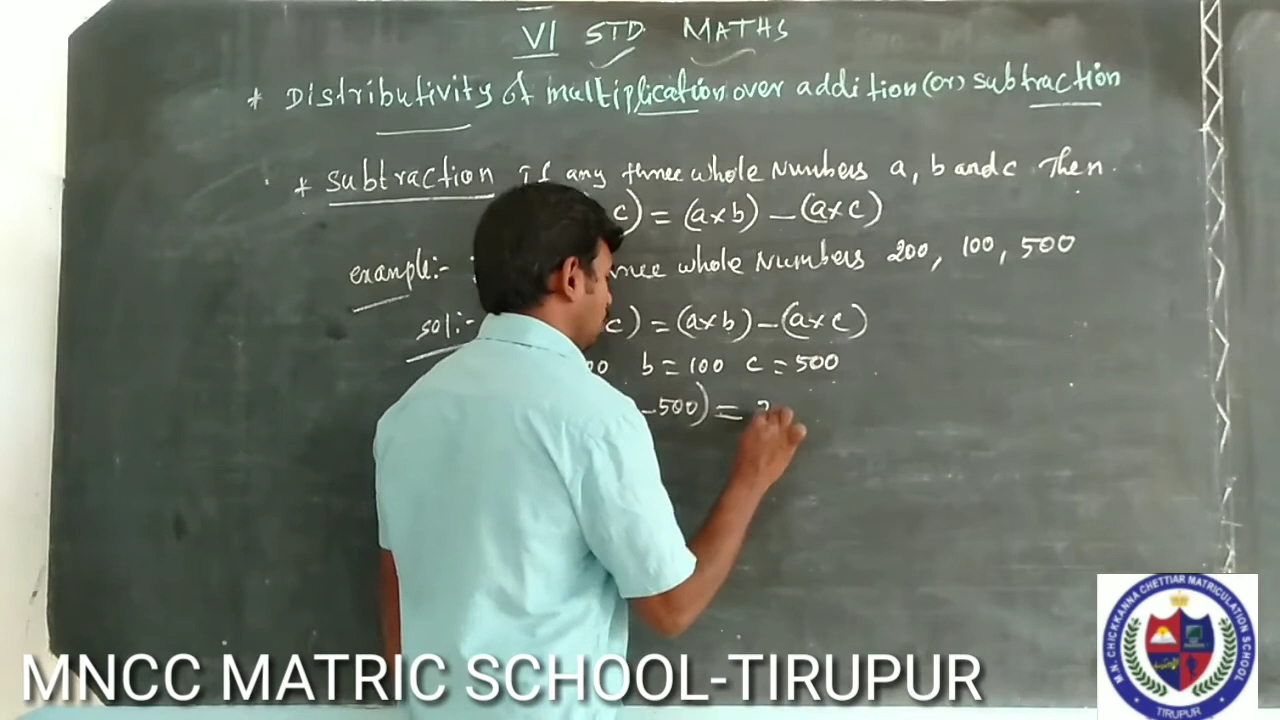 VI STD MATHS
* Distributivity of multiplication over addition (or) subtraction
* Subtraction If any three whole Numbers a, b and c Then
c) = (a×b) – (a×c)
example:- whole Numbers 200, 100, 500
sol:- c) = (a×b) – (a×c)
b = 100 c = 500
– 500) =
MNCC MATRIC SCHOOL-TIRUPUR
M. CHICKKANNA CHETTIAR MATRICULATION SCHOOL
TIRUPUR